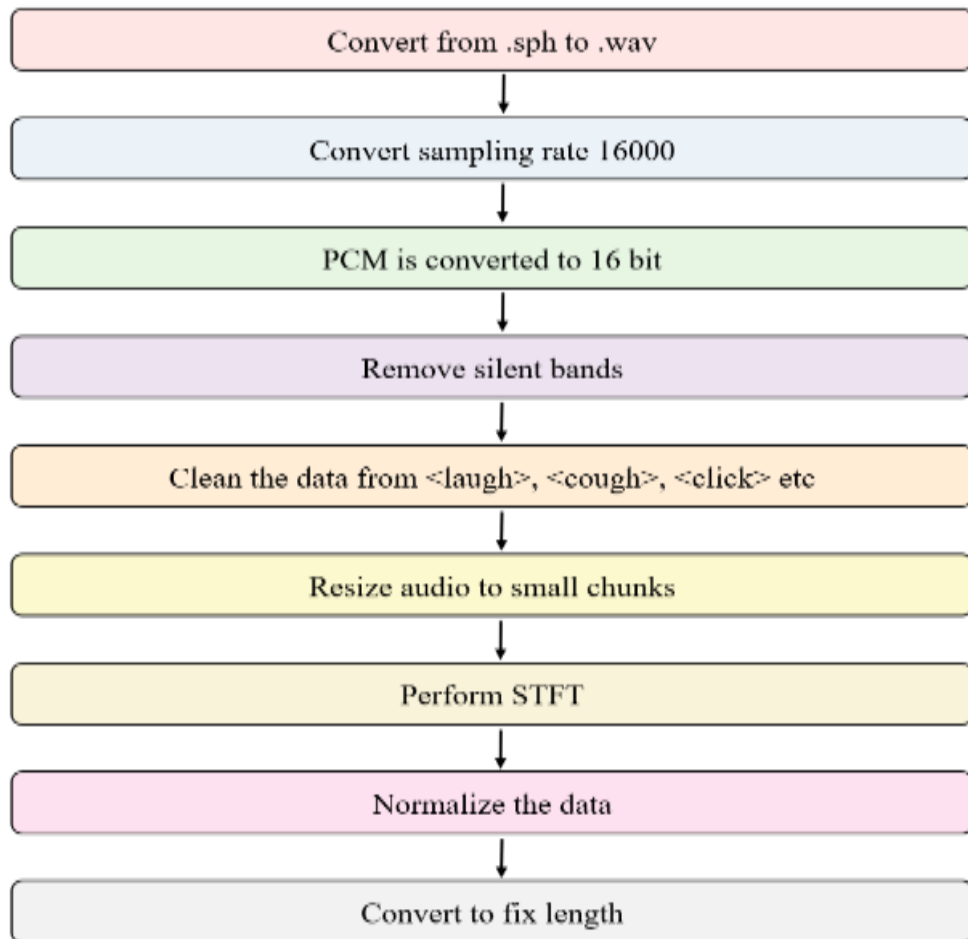 Convert from .sph to .wav
Convert sampling rate 16000
PCM is converted to 16 bit
Remove silent bands
Clean the data from <laugh>, <cough>, <click> etc
Resize audio to small chunks
Perform STFT
Normalize the data
Convert to fix length